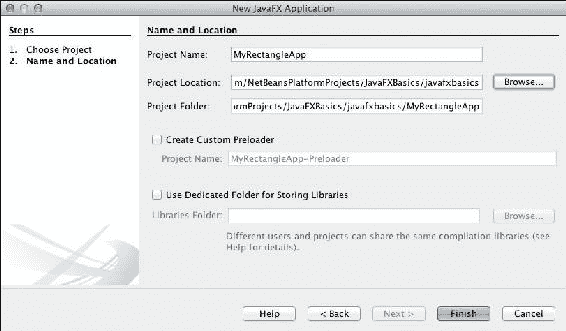 New JavaFX Application
Steps
1. Choose Project
2. Name and Location
Name and Location
Project Name: MyRectangleApp
Project Location: m/NetBeansPlatformProjects/JavaFXBasics/javafxbasics Browse...
Project Folder: ormProjects/JavaFXBasics/javafxbasics/MyRectangleApp
Create Custom Preloader
Project Name: MyRectangleApp-Preloader
Use Dedicated Folder for Storing Libraries
Libraries Folder: Browse...
Different users and projects can share the same compilation libraries (see
Help for details).
Help < Back Next > Finish Cancel